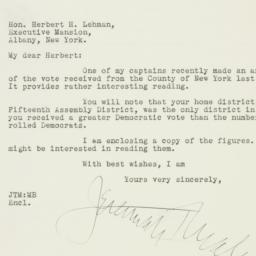 Hon. Herbert H. Lehman,
Executive Mansion,
Albany, New York.
My dear Herbert:
One of my captains recently made an an
of the vote received from the County of New York last
It provides rather interesting reading.
You will note that your home district
Fifteenth Assembly District, was the only district in
you received a greater Democratic vote than the number
rolled Democrats.
I am enclosing a copy of the figures.
might be interested in reading them.
With best wishes, I am
Yours very sincerely,
JTM:MB
Encl.
Jeremiah T.